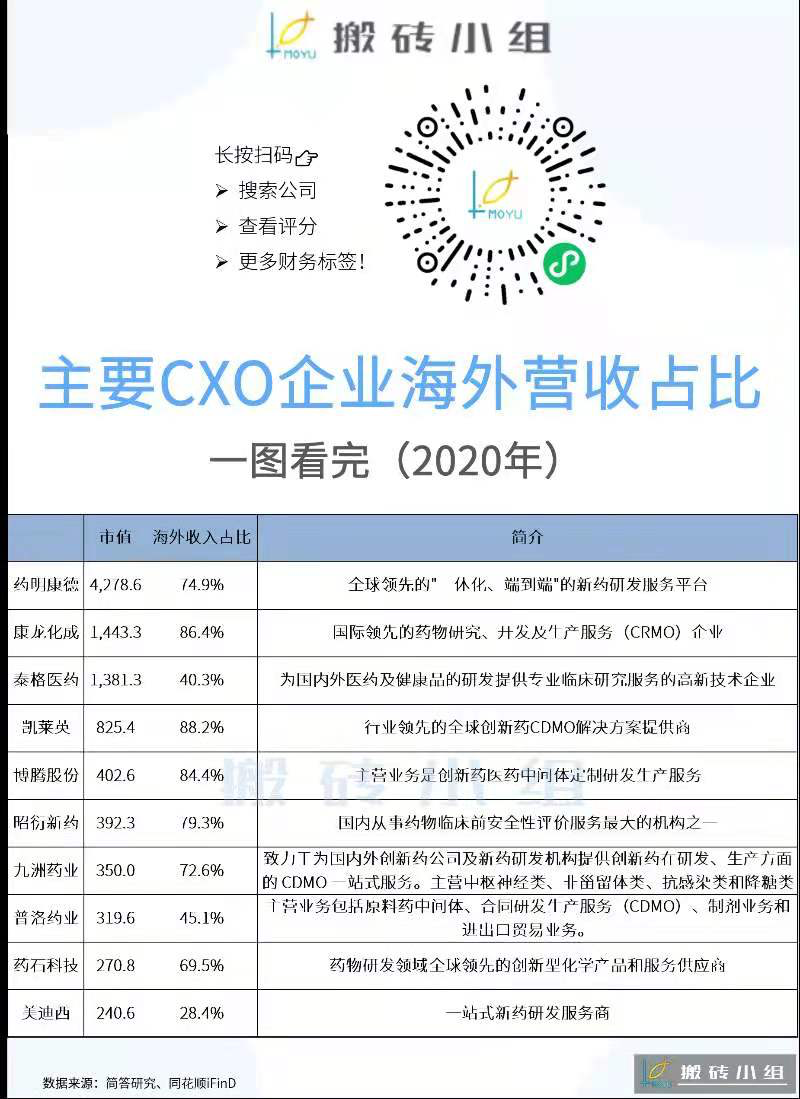 MOYU 搬砖小组
长按扫码
搜索公司
查看评分
更多财务标签！
MOYU
主要CXO企业海外营收占比
一图看完（2020年）
市值 海外收入占比 简介
药明康德 4,278.6 74.9% 全球领先的"一休化、端到端"的新药研发服务平台
康龙化成 1,443.3 86.4% 国际领先的药物研究、开发及生产服务（CRMO）企业
泰格医药 1,381.3 40.3% 为国内外医药及健康品的研发提供专业临床研究服务的高新技术企业
凯莱英 825.4 88.2% 行业领先的全球创新药CDMO解决方案提供商
博腾股份 402.6 84.4% 主营业务是创新药医药中间体定制研发生产服务
搬砖小组
昭衍新药 392.3 79.3% 国内从事药物临床前安全性评价服务最大的机构之一
九洲药业 350.0 72.6% 致力于为国内外创新药公司及新药研发机构提供创新药在研发、生产方面
的 CDMO 一站式服务。主营中枢神经类、非甾体类、抗感染类和降糖类
普洛药业 319.6 45.1% 主营业务包括原料药中间体、合同研发生产服务（CDMO）、制剂业务和
进出口贸易业务。
药石科技 270.8 69.5% 药物研发领域全球领先的创新型化学产品和服务供应商
美迪西 240.6 28.4% 一站式新药研发服务商
数据来源：简答研究、同花顺iFinD
MOYU 搬砖小组